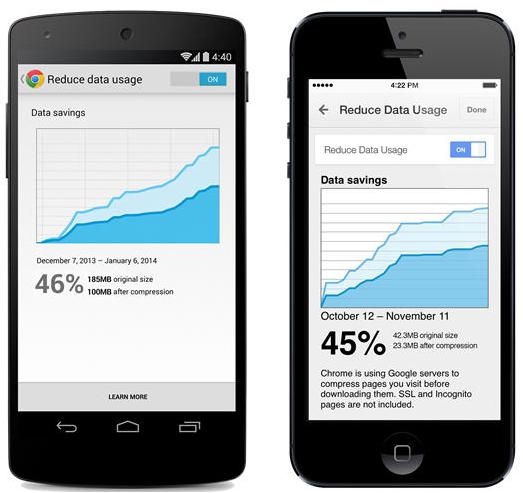 4:40
Reduce data usage
ON
Data savings
December 7, 2013 – January 6, 2014
46%
185MB original size
100MB after compression
LEARN MORE
4:22 PM
Reduce Data Usage
Done
Reduce Data Usage
ON
Data savings
October 12 – November 11
45%
42.3MB original size
23.3MB after compression
Chrome is using Google servers to
compress pages you visit before
downloading them. SSL and Incognito
pages are not included.